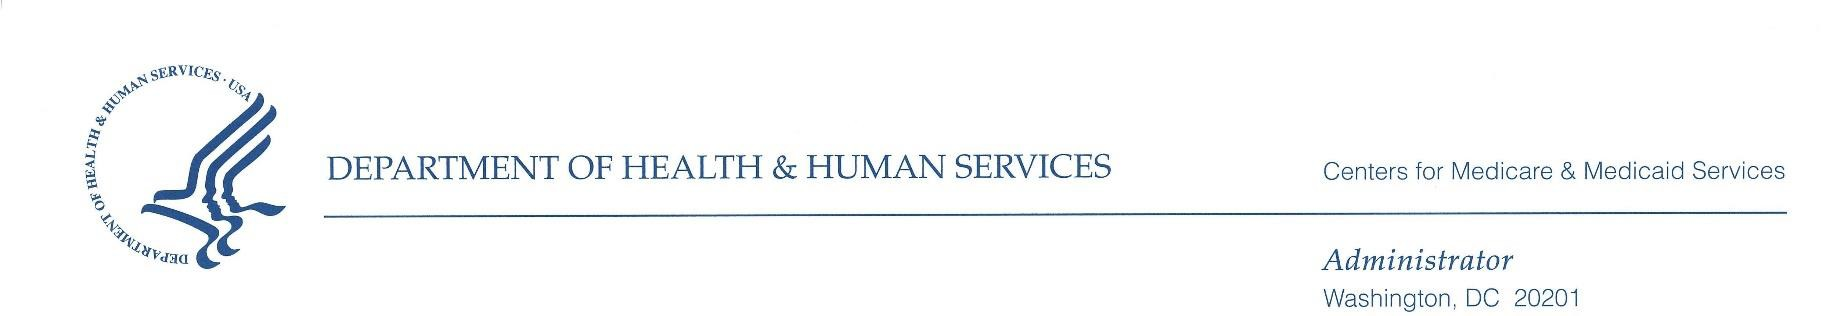 DEPARTMENT OF HEALTH & HUMAN SERVICES · USA
DEPARTMENT OF HEALTH & HUMAN SERVICES
Centers for Medicare & Medicaid Services
Administrator
Washington, DC 20201